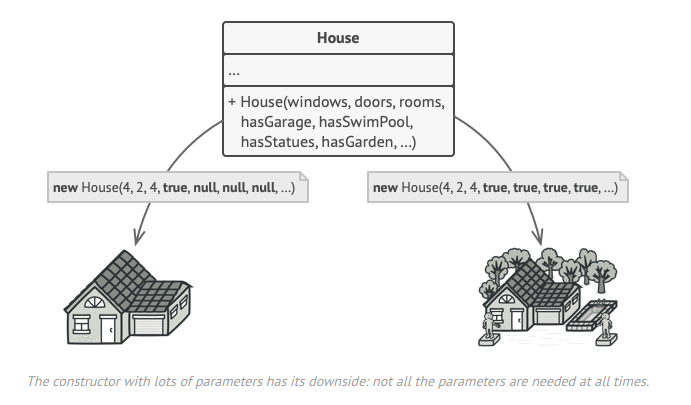 House
...
+ House(windows, doors, rooms,
hasGarage, hasSwimPool,
hasStatues, hasGarden, ...)
new House(4, 2, 4, true, null, null, null, ...)
new House(4, 2, 4, true, true, true, true, ...)
The constructor with lots of parameters has its downside: not all the parameters are needed at all times.